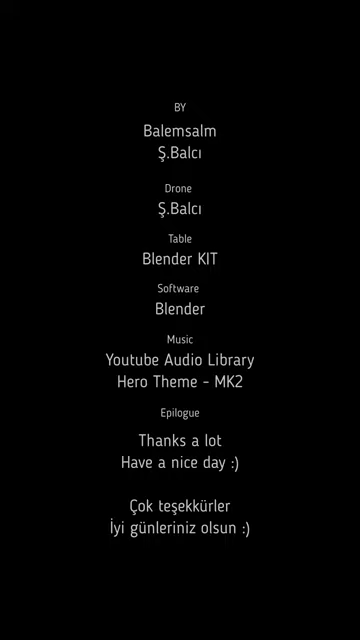 BY
Balemsalm
Ş.Balcı
Drone
Ş.Balcı
Table
Blender KIT
Software
Blender
Music
Youtube Audio Library
Hero Theme - MK2
Epilogue
Thanks a lot
Have a nice day :)
Çok teşekkürler
İyi günleriniz olsun :)